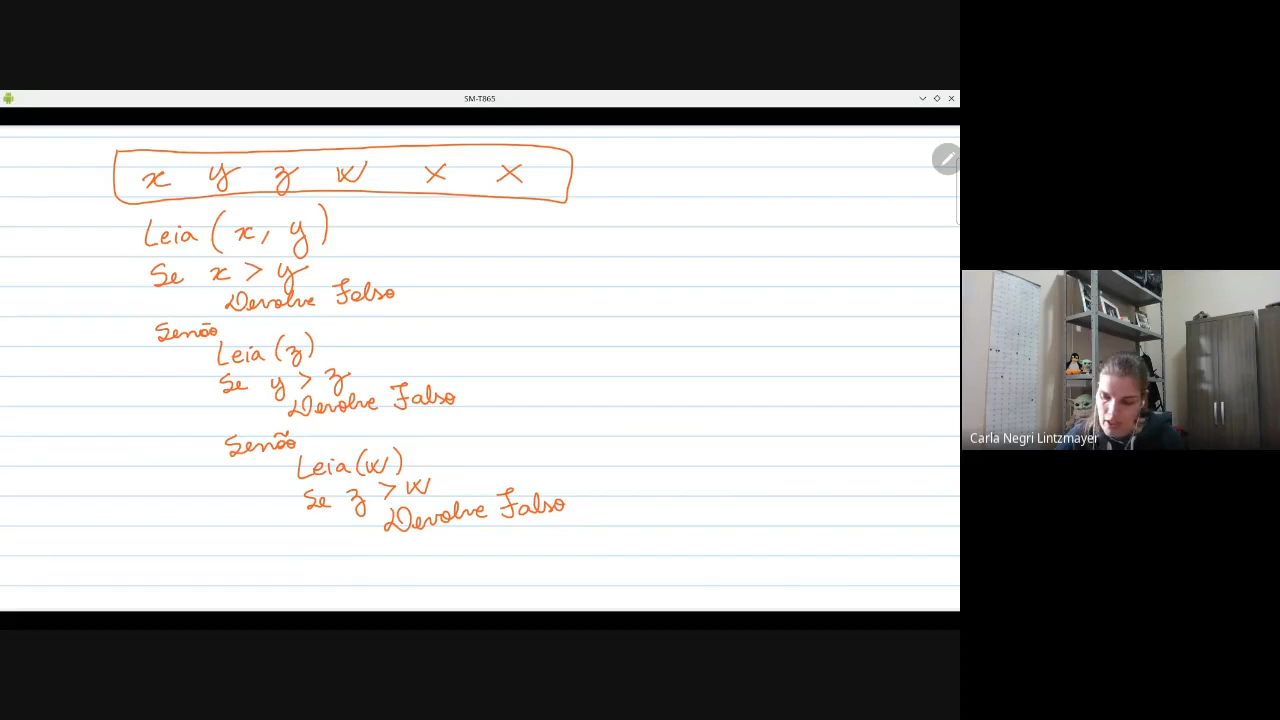 SM-T865
x y z w X X
Leia (x, y)
Se x > y
Devolve Falso
Senão
Leia (z)
Se y > z
Devolve Falso
Senão
Leia (w)
Se z > w
Devolve Falso
Carla Negri Lintzmayer